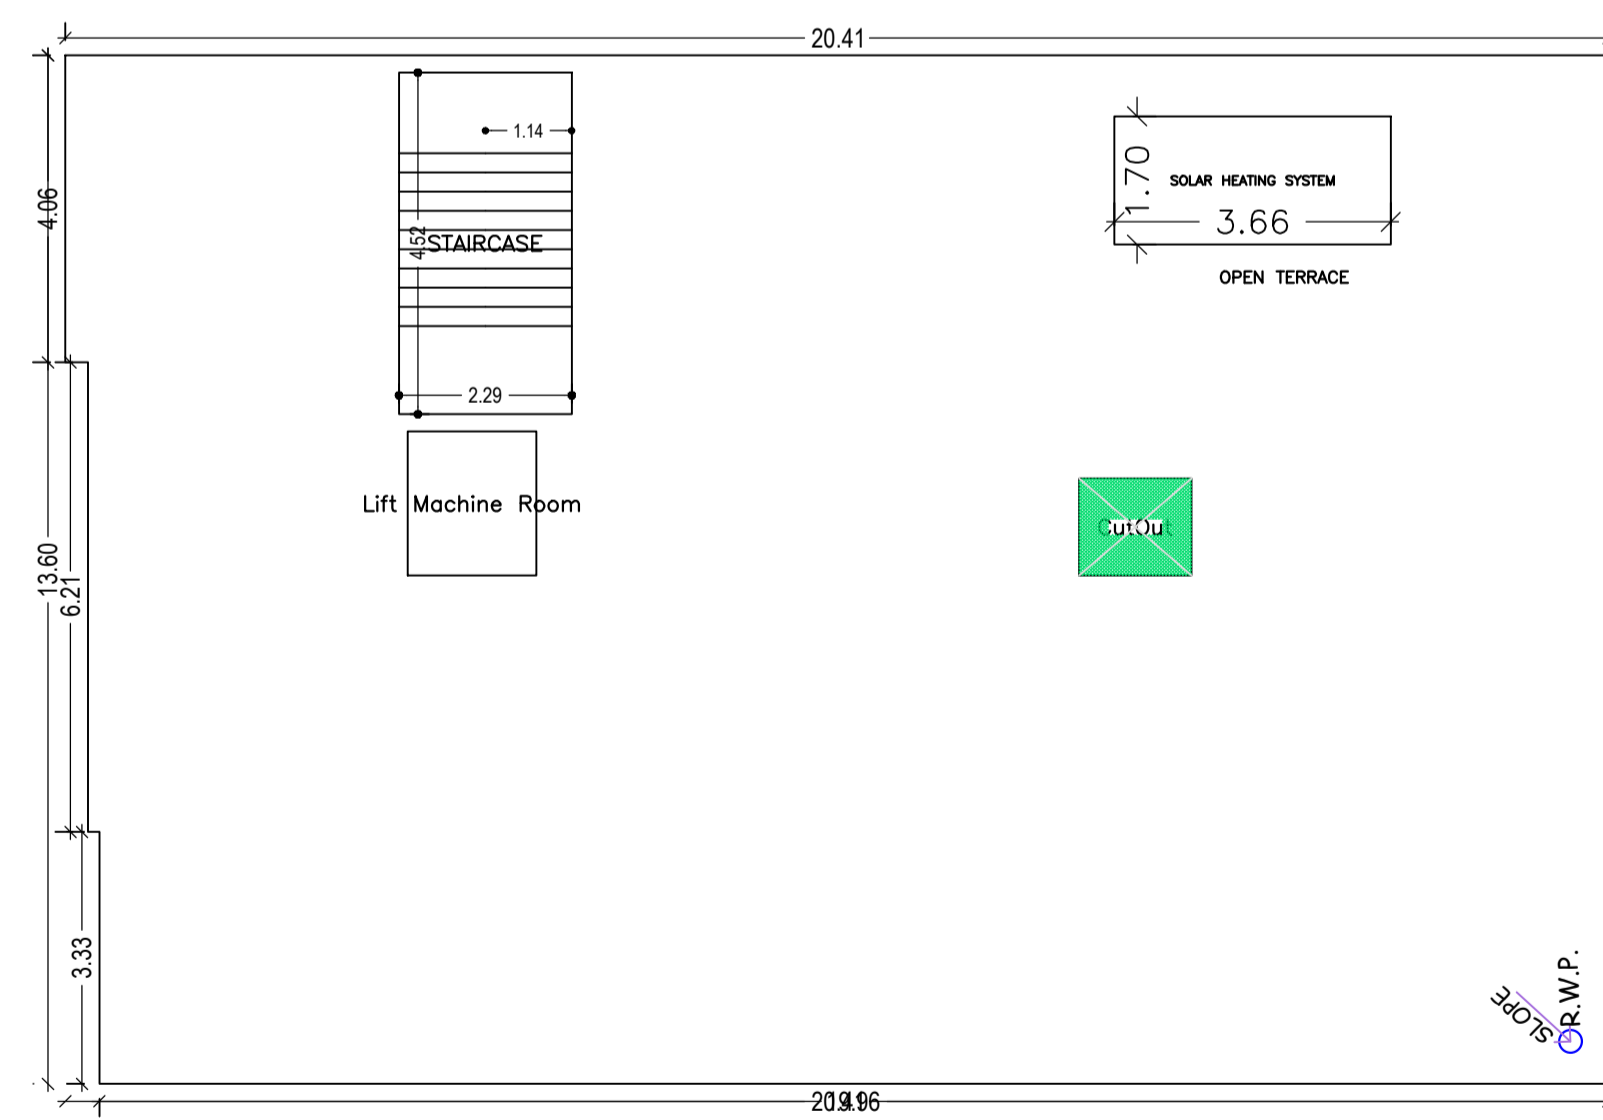 20.41
1.14
1.70
SOLAR HEATING SYSTEM
4.06
3.66
4.52
STAIRCASE
OPEN TERRACE
2.29
Lift Machine Room
CutOut
13.60
6.21
3.33
R.W.P.
SLOPE